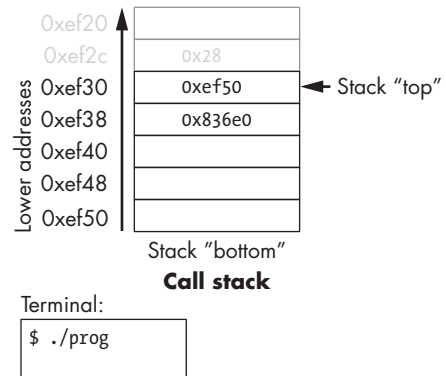 0xef20
0xef2c 0x28
0xef30 0xef50 Stack “top”
0xef38 0x836e0
0xef40
0xef48
0xef50
Lower addresses
Stack “bottom”
Call stack
Terminal:
$ ./prog